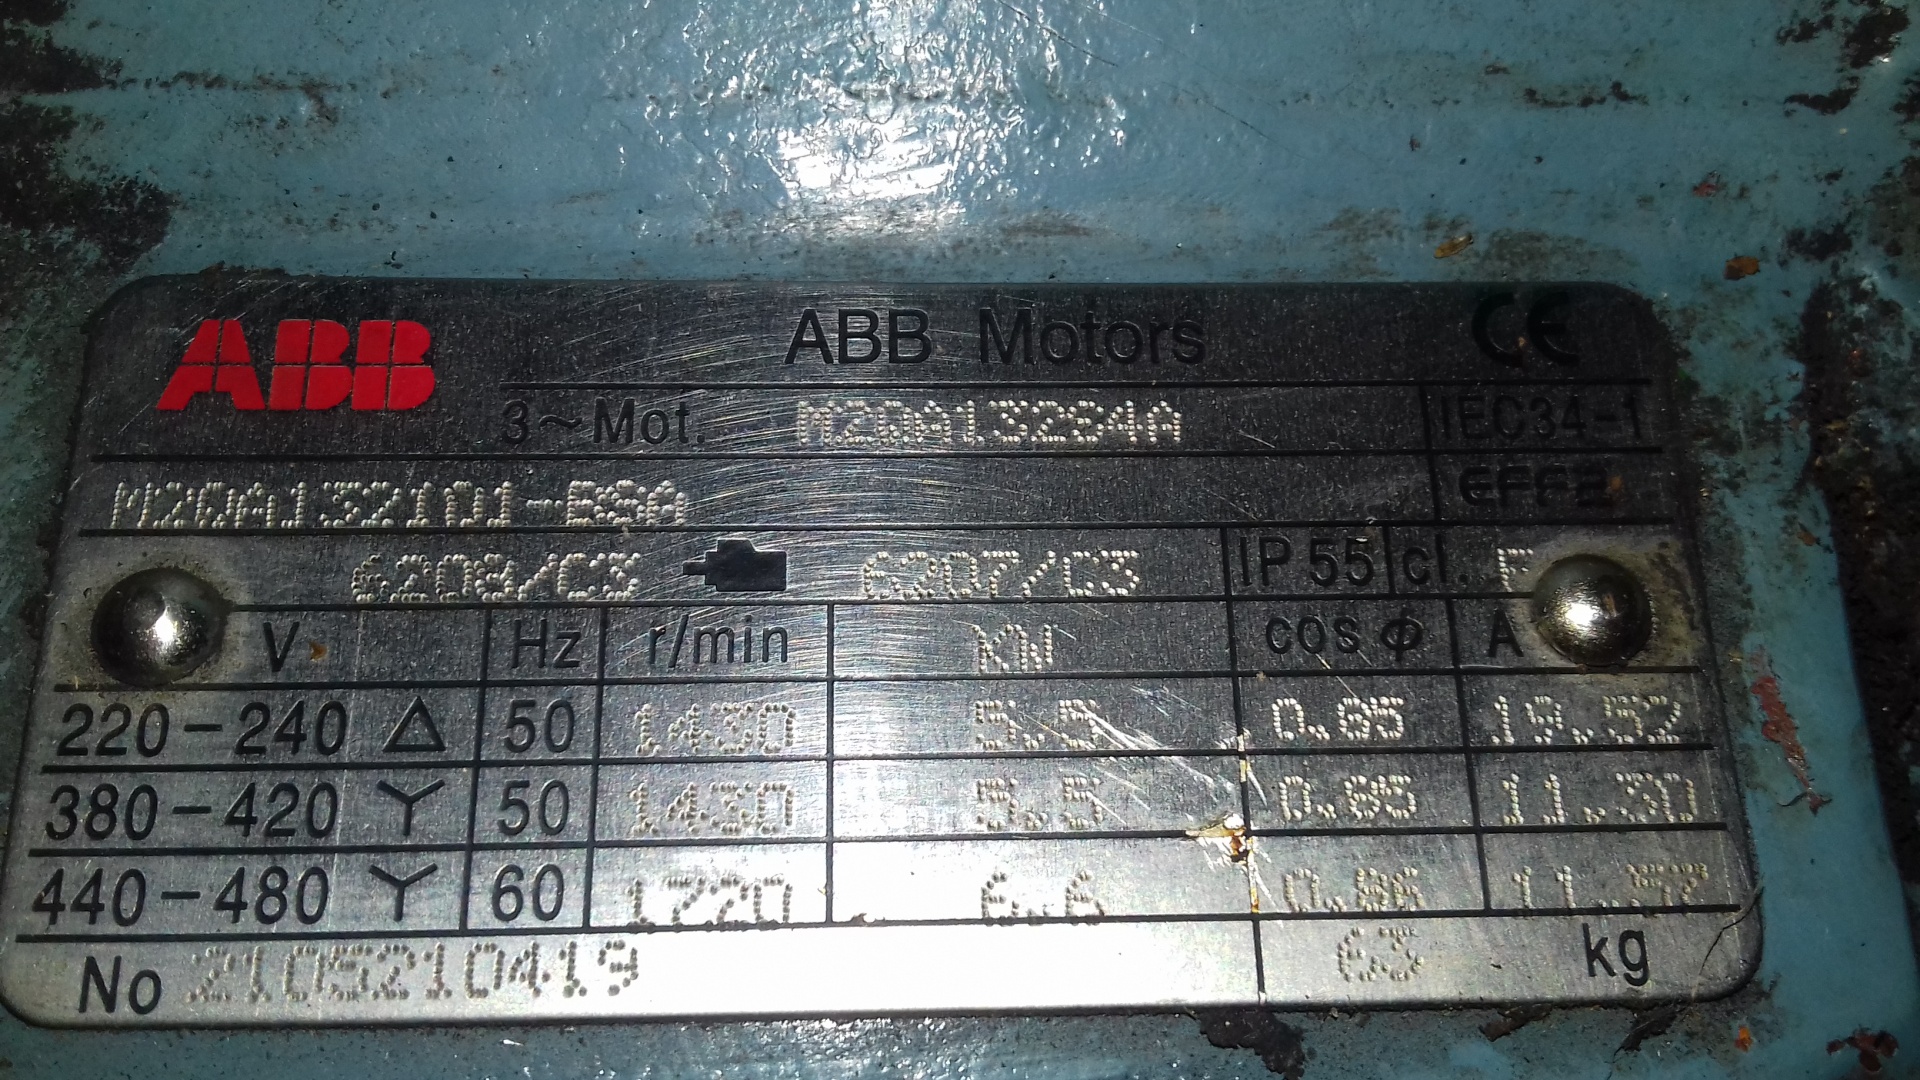 ABB
ABB Motors
CE
3~Mot. M2QA132S4A
IEC34-1
M2QA132101-BSA
EFF2
6208/C3 6207/C3 IP 55 cl. F
V Hz r/min KW cos φ A
220-240 Δ 50 1430 5.5 0.85 19.52
380-420 Y 50 1430 5.5 0.85 11.30
440-480 Y 60 1720 6.6 0.86
No 2105210419 63 kg